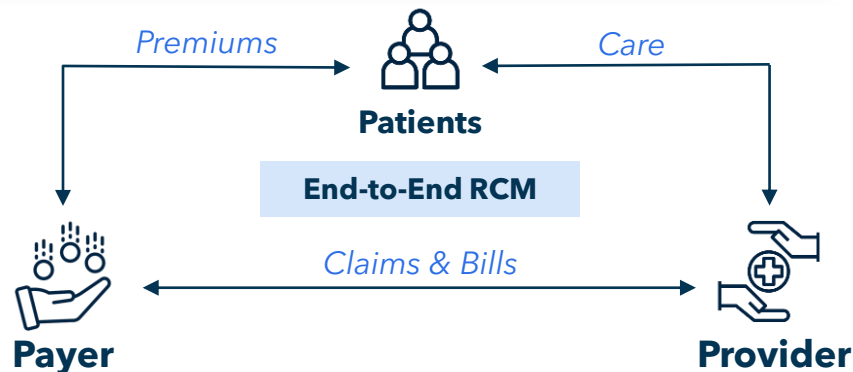 Premiums
Care
Patients
End-to-End RCM
Claims & Bills
Payer
Provider